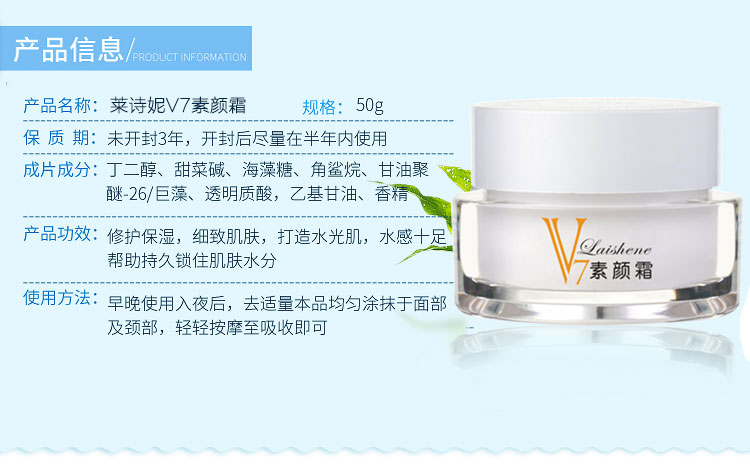 产品信息/PRODUCT INFORMATION
产品名称： 莱诗妮V7素颜霜 规格： 50g
保 质 期： 未开封3年，开封后尽量在半年内使用
成片成分： 丁二醇、甜菜碱、海藻糖、角鲨烷、甘油聚
醚-26/巨藻、透明质酸，乙基甘油、香精
产品功效： 修护保湿，细致肌肤，打造水光肌，水感十足
帮助持久锁住肌肤水分
使用方法： 早晚使用入夜后，去适量本品均匀涂抹于面部
及颈部，轻轻按摩至吸收即可
V7
Laishene
素颜霜